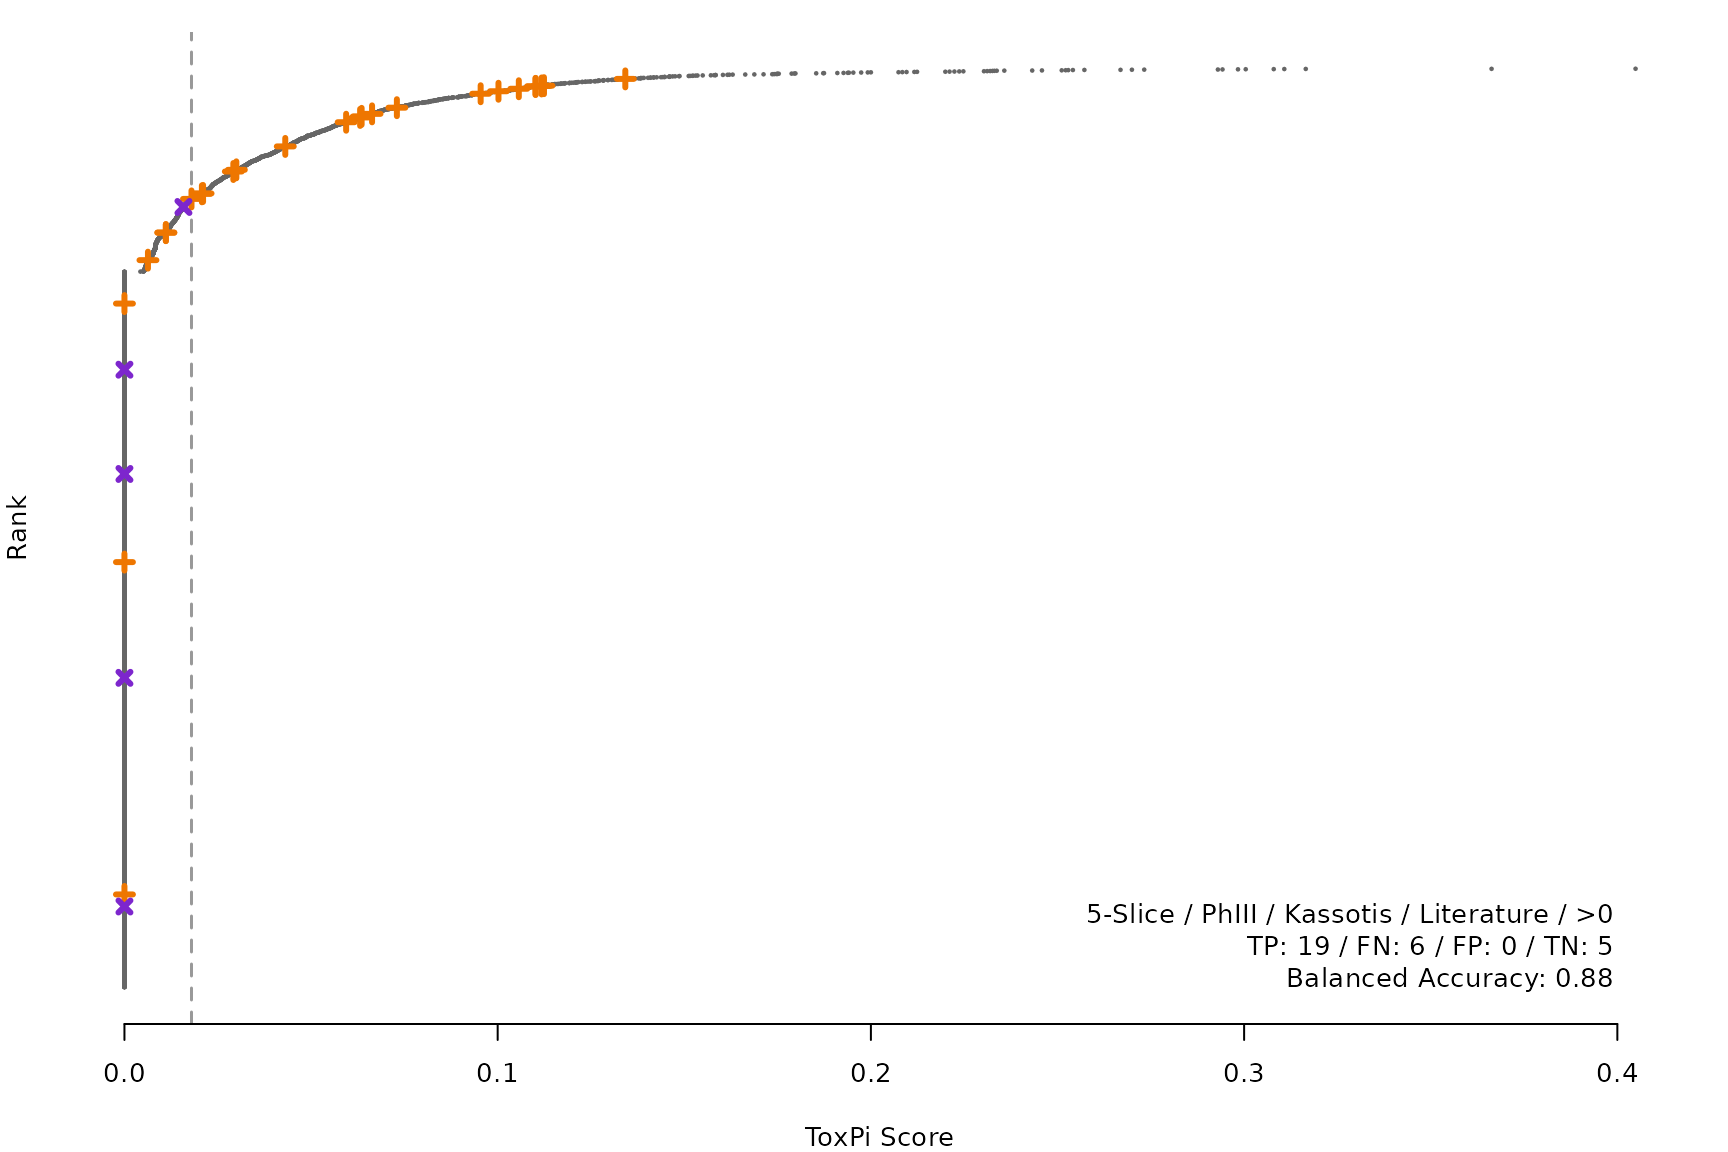 Rank
5-Slice / PhIII / Kassotis / Literature / >0
TP: 19 / FN: 6 / FP: 0 / TN: 5
Balanced Accuracy: 0.88
0.0 0.1 0.2 0.3 0.4
ToxPi Score